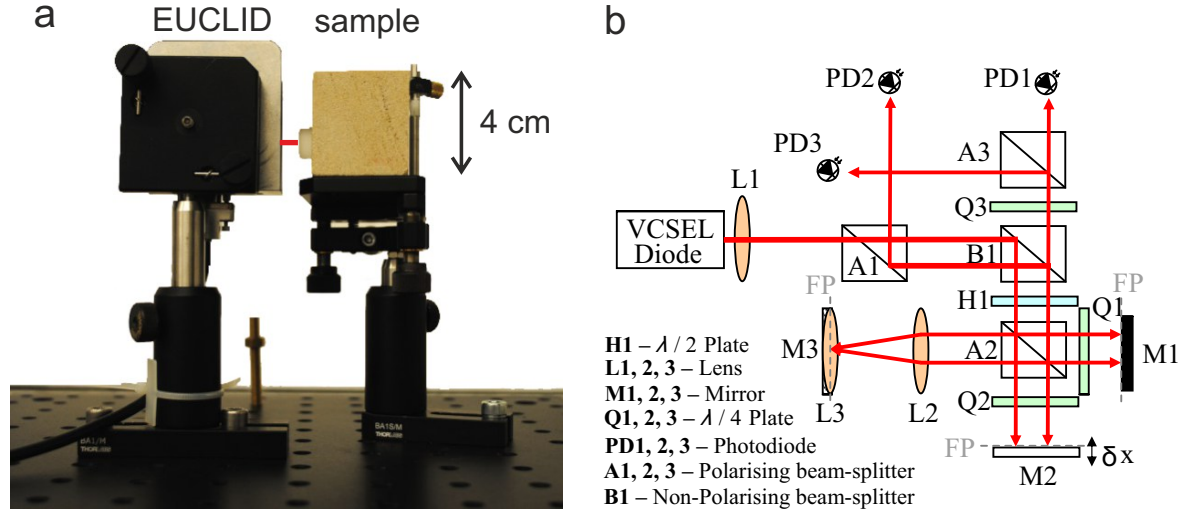 a
EUCLID
sample
4 cm
BA1/M
THORLABS
BA1S/M
THORLABS
b
PD2
PD1
PD3
A3
L1
Q3
VCSEL
Diode
A1
B1
FP
H1
FP
Q1
M3
A2
M1
L3
L2
Q2
FP
M2
δ x
H1 – λ / 2 Plate
L1, 2, 3 – Lens
M1, 2, 3 – Mirror
Q1, 2, 3 – λ / 4 Plate
PD1, 2, 3 – Photodiode
A1, 2, 3 – Polarising beam-splitter
B1 – Non-Polarising beam-splitter